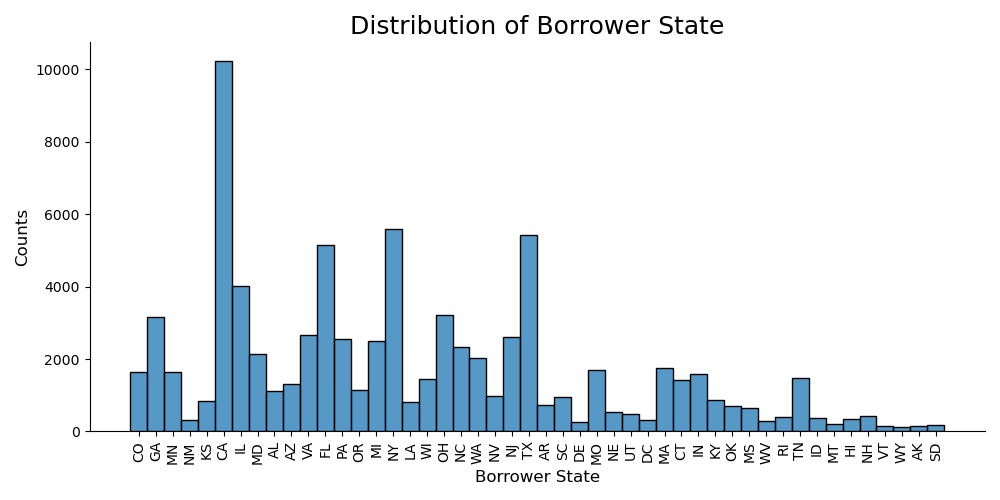 Distribution of Borrower State
Counts
10000
8000
6000
4000
2000
0
CO GA MN NM KS CA IL MD AL AZ VA FL PA OR MI NY LA WI OH NC WA NV NJ TX AR SC DE MO NE UT DC MA CT IN KY OK MS WV RI TN ID MT HI NH VT WY AK SD
Borrower State